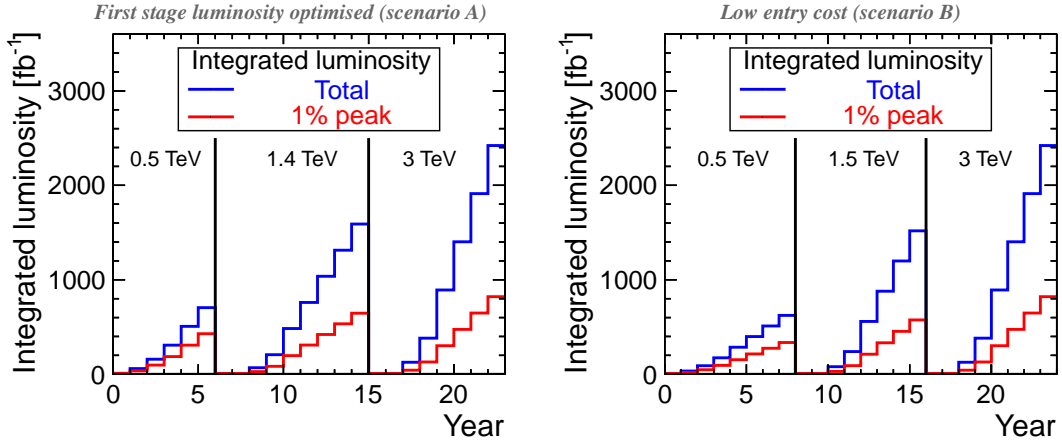 First stage luminosity optimised (scenario A)
Integrated luminosity [fb-1]
3000
2000
1000
0
Integrated luminosity
Total
1% peak
0.5 TeV
1.4 TeV
3 TeV
0 5 10 15 20
Year
Low entry cost (scenario B)
Integrated luminosity [fb-1]
3000
2000
1000
0
Integrated luminosity
Total
1% peak
0.5 TeV
1.5 TeV
3 TeV
0 5 10 15 20
Year